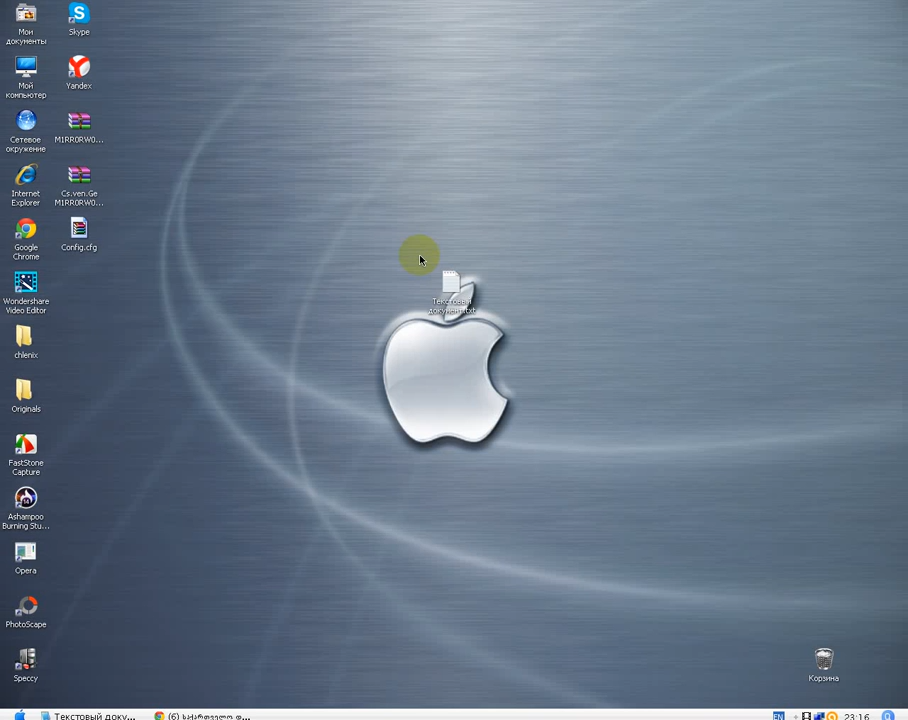 Мои
документы
Skype
Мой
компьютер
Yandex
Сетевое
окружение
M1RR0RW0...
Internet
Explorer
Cs.ven.Ge
M1RR0RW0...
Google
Chrome
Config.cfg
Wondershare
Video Editor
Текстовый
документ.txt
chlenix
Originals
FastStone
Capture
Ashampoo
Burning Stu...
Opera
PhotoScape
Speccy
Корзина
Текстовый доку...
(6) საქართველო დ...
EN
23:16